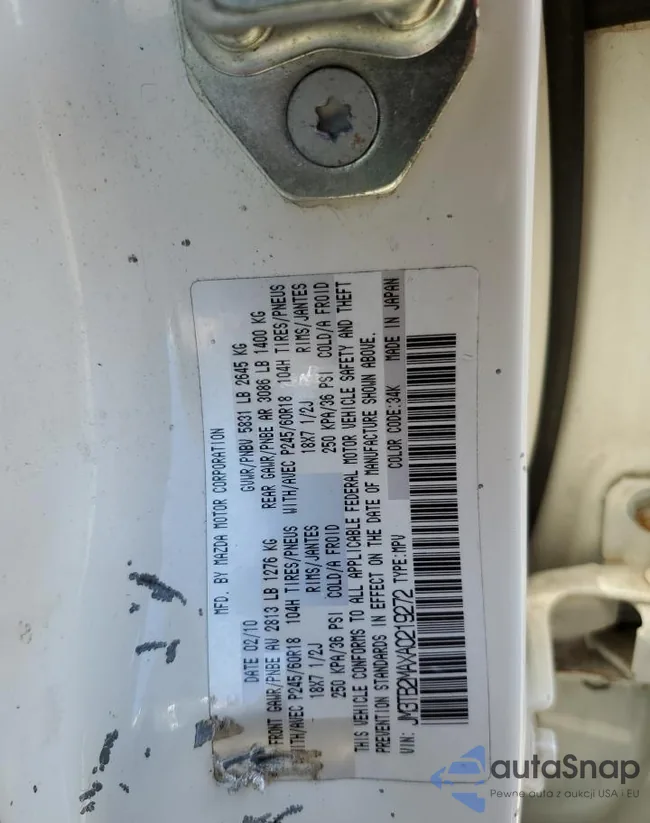 MFD. BY MAZDA MOTOR CORPORATION
DATE 02/10 GVWR/PNBV 5831 LB 2645 KG
FRONT GAWR/PNBE AV 2813 LB 1276 KG REAR GAWR/PNBE AR 3086 LB 1400 KG
WITH/AVEC P245/60R18 104H TIRES/PNEUS WITH/AVEC P245/60R18 104H TIRES/PNEUS
18X7 1/2J RIMS/JANTES 18X7 1/2J RIMS/JANTES
250 KPA/36 PSI COLD/A FROID 250 KPA/36 PSI COLD/A FROID
THIS VEHICLE CONFORMS TO ALL APPLICABLE FEDERAL MOTOR VEHICLE SAFETY AND THEFT
PREVENTION STANDARDS IN EFFECT ON THE DATE OF MANUFACTURE SHOWN ABOVE.
COLOR CODE:34K MADE IN JAPAN
VIN: JM3TB2MAXA0219272 TYPE:MPV
autaSnap
Pewne auta z aukcji USA i EU